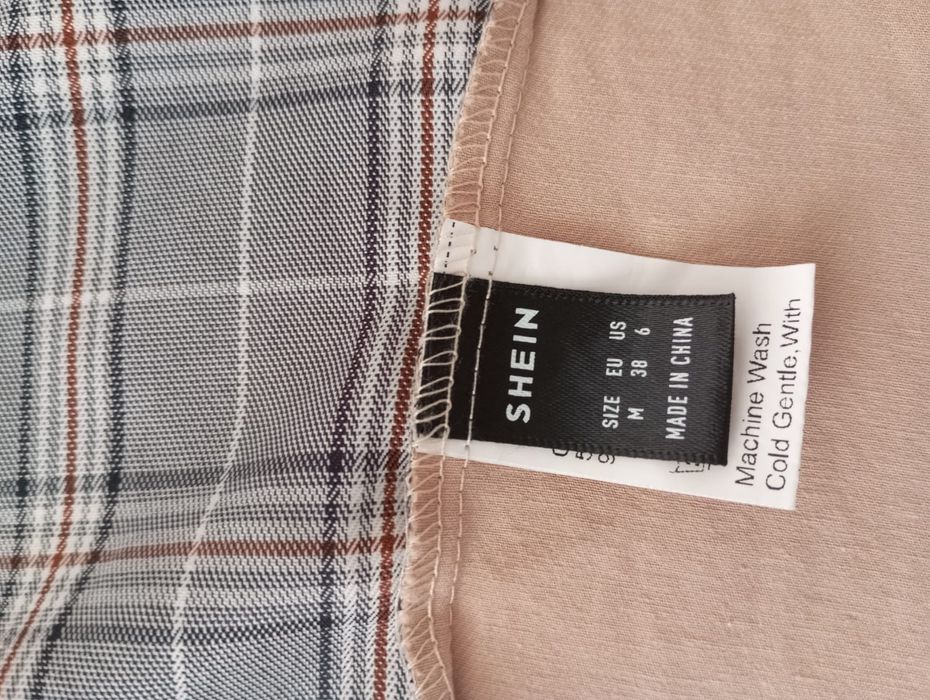 SHEIN
SIZE EU US
M 38 6
MADE IN CHINA
Machine Wash
Cold Gentle,With